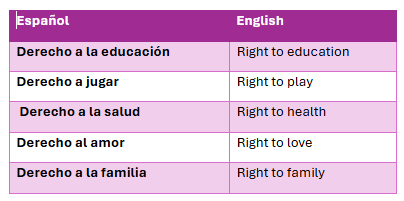 Español English
Derecho a la educación Right to education
Derecho a jugar Right to play
Derecho a la salud Right to health
Derecho al amor Right to love
Derecho a la familia Right to family